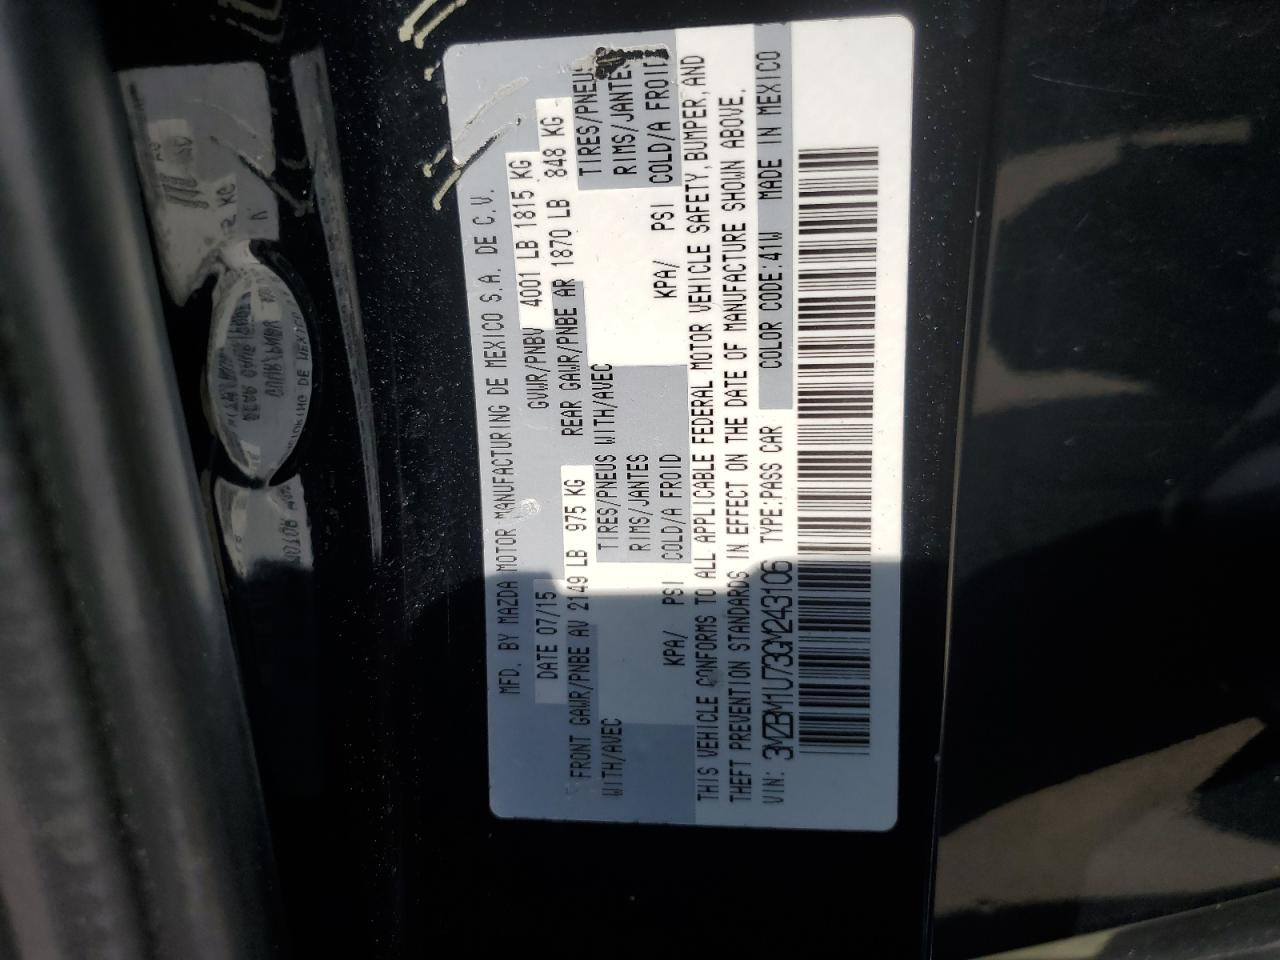 MFD. BY MAZDA MOTOR MANUFACTURING DE MEXICO S.A. DE C.V.
DATE 07/15 GVWR/PNBV 4001 LB 1815 KG
FRONT GAWR/PNBE AV 2149 LB 975 KG REAR GAWR/PNBE AR 1870 LB 848 KG
WITH/AVEC TIRES/PNEUS WITH/AVEC TIRES/PNEU
RIMS/JANTES RIMS/JANTES
KPA/ PSI COLD/A FROID KPA/ PSI COLD/A FROID
THIS VEHICLE CONFORMS TO ALL APPLICABLE FEDERAL MOTOR VEHICLE SAFETY, BUMPER, AND
THEFT PREVENTION STANDARDS IN EFFECT ON THE DATE OF MANUFACTURE SHOWN ABOVE.
VIN: 3MZBM1U73GM243106 TYPE:PASS CAR COLOR CODE:41W MADE IN MEXICO